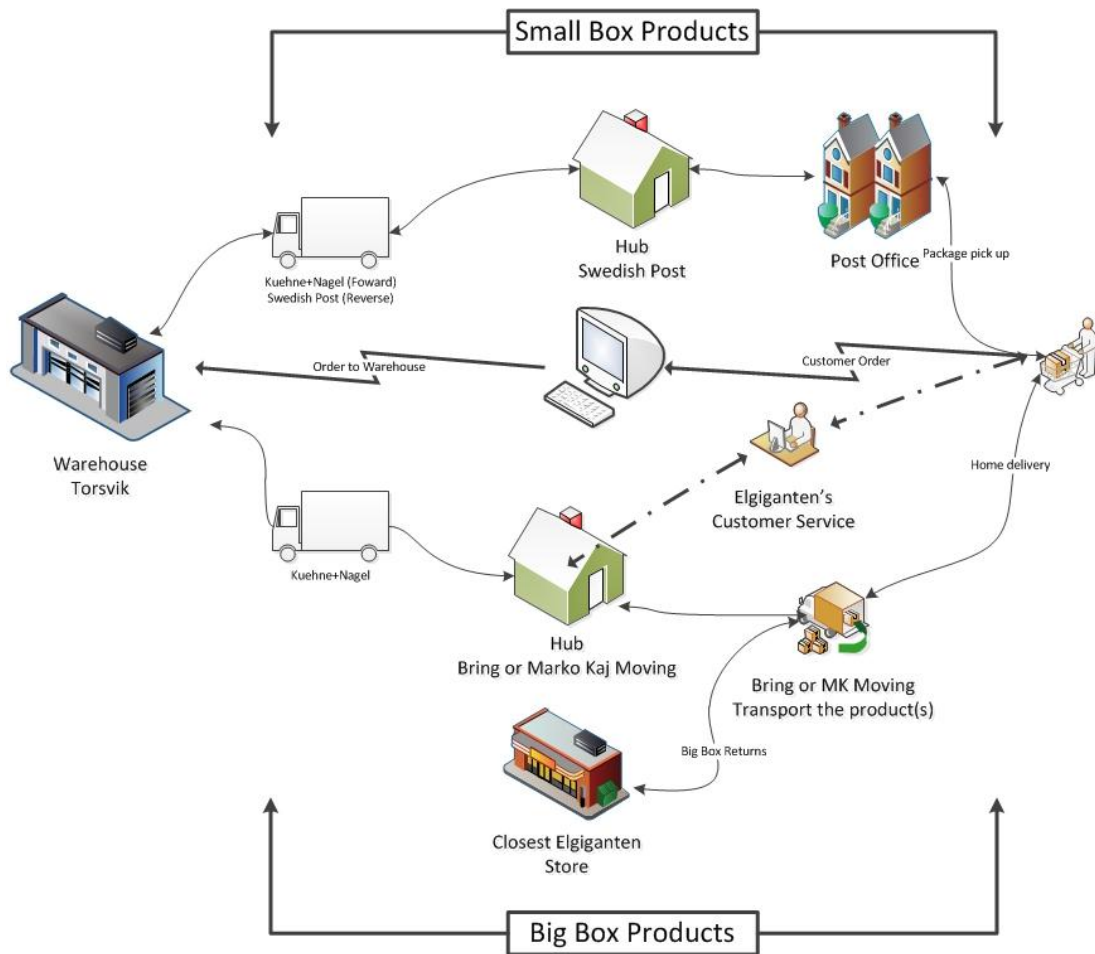 Small Box Products
Hub
Swedish Post
Post Office
Package pick up
Kuehne+Nagel (Foward)
Swedish Post (Reverse)
Order to Warehouse
Customer Order
Warehouse
Torsvik
Elgiganten's
Customer Service
Home delivery
Kuehne+Nagel
Hub
Bring or Marko Kaj Moving
Bring or MK Moving
Transport the product(s)
Big Box Returns
Closest Elgiganten
Store
Big Box Products